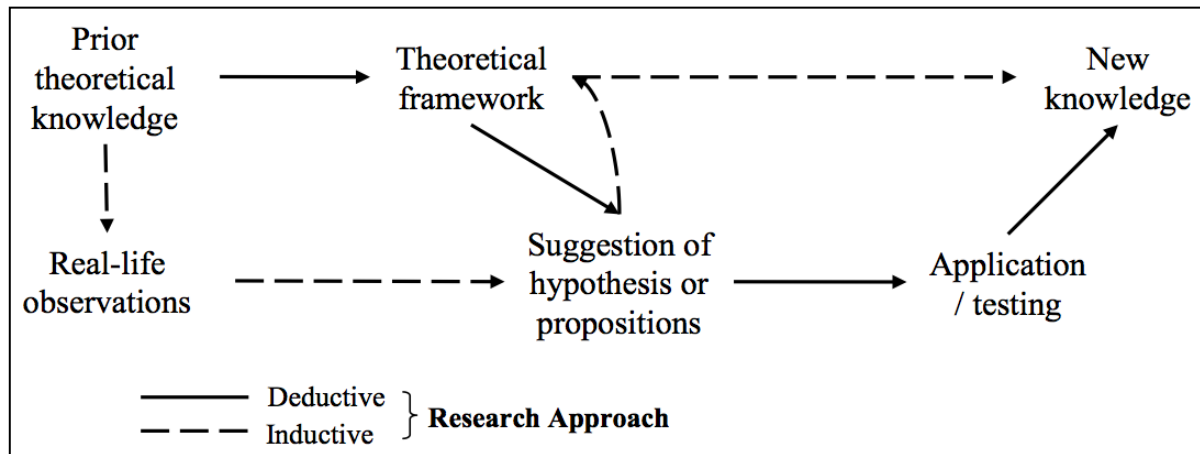 Prior
theoretical
knowledge
Theoretical
framework
New
knowledge
Real-life
observations
Suggestion of
hypothesis or
propositions
Application
/ testing
Deductive
Inductive
Research Approach